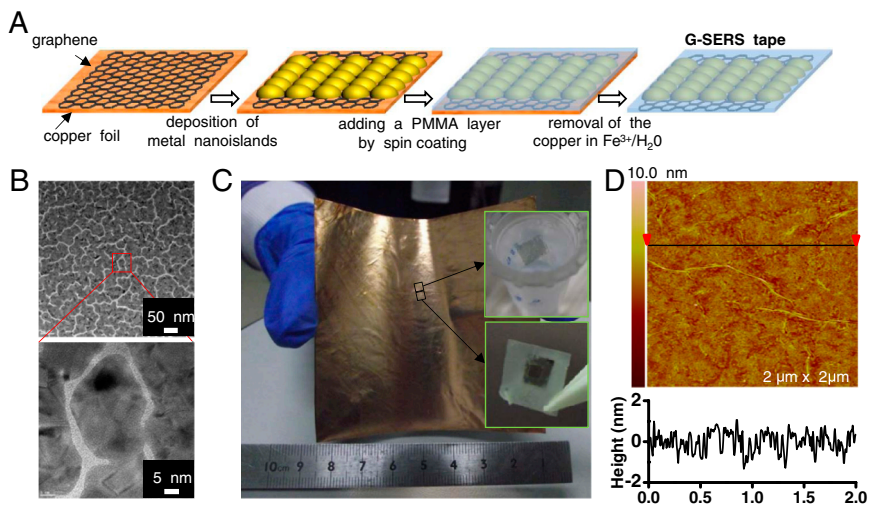 A
graphene
copper foil
deposition of
metal nanoislands
adding a PMMA layer
by spin coating
removal of the
copper in Fe³⁺/H₂0
G-SERS tape
B
50 nm
5 nm
C
10cm 9 8 7 6 5 4 3 2 1
D
10.0 nm
2 µm x 2µm
Height (nm)
2
0
-2
0.0 0.5 1.0 1.5 2.0